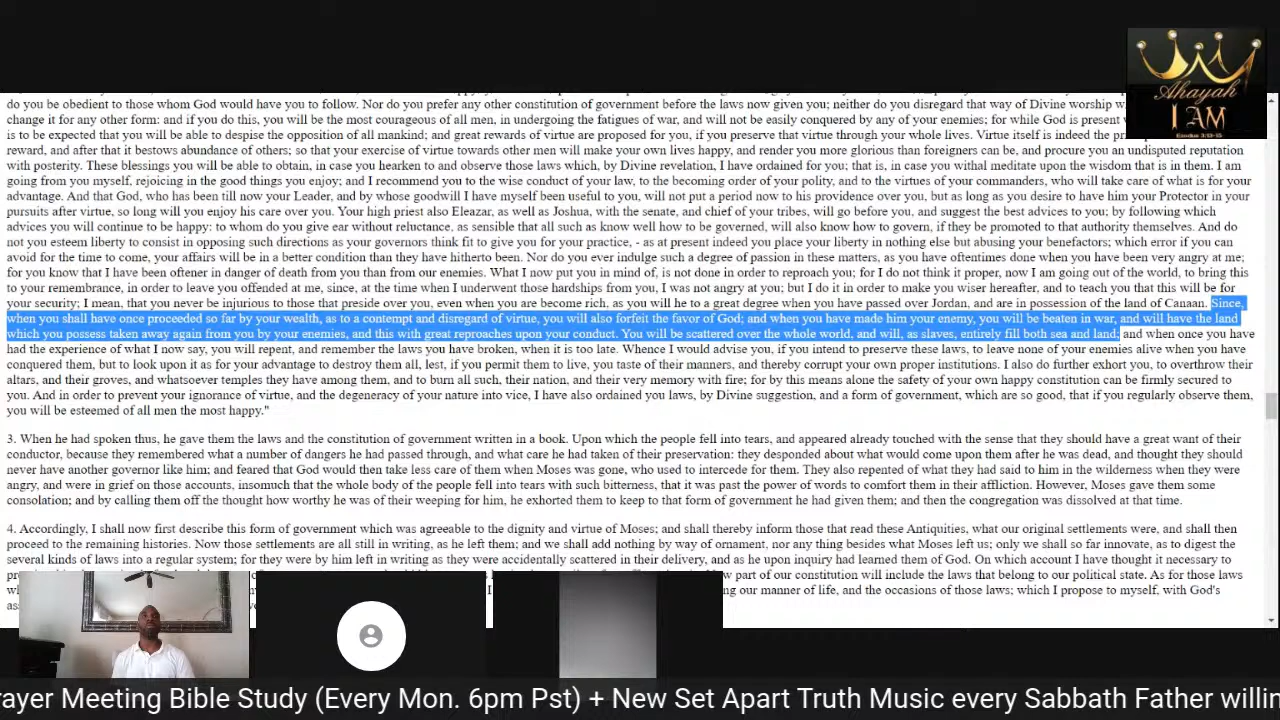 do you be obedient to those whom God would have you to follow. Nor do you prefer any other constitution of government before the laws now given you; neither do you disregard that way of Divine worship w
change it for any other form: and if you do this, you will be the most courageous of all men, in undergoing the fatigues of war, and will not be easily conquered by any of your enemies; for while God is present
is to be expected that you will be able to despise the opposition of all mankind; and great rewards of virtue are proposed for you, if you preserve that virtue through your whole lives. Virtue itself is indeed the pr
reward, and after that it bestows abundance of others; so that your exercise of virtue towards other men will make your own lives happy, and render you more glorious than foreigners can be, and procure you an undisputed reputation
with posterity. These blessings you will be able to obtain, in case you hearken to and observe those laws which, by Divine revelation, I have ordained for you; that is, in case you withal meditate upon the wisdom that is in them. I am
going from you myself, rejoicing in the good things you enjoy; and I recommend you to the wise conduct of your law, to the becoming order of your polity, and to the virtues of your commanders, who will take care of what is for your
advantage. And that God, who has been till now your Leader, and by whose goodwill I have myself been useful to you, will not put a period now to his providence over you, but as long as you desire to have him your Protector in your
pursuits after virtue, so long will you enjoy his care over you. Your high priest also Eleazar, as well as Joshua, with the senate, and chief of your tribes, will go before you, and suggest the best advices to you; by following which
advices you will continue to be happy: to whom do you give ear without reluctance, as sensible that all such as know well how to be governed, will also know how to govern, if they be promoted to that authority themselves. And do
not you esteem liberty to consist in opposing such directions as your governors think fit to give you for your practice, - as at present indeed you place your liberty in nothing else but abusing your benefactors; which error if you can
avoid for the time to come, your affairs will be in a better condition than they have hitherto been. Nor do you ever indulge such a degree of passion in these matters, as you have oftentimes done when you have been very angry at me;
for you know that I have been oftener in danger of death from you than from our enemies. What I now put you in mind of, is not done in order to reproach you; for I do not think it proper, now I am going out of the world, to bring this
to your remembrance, in order to leave you offended at me, since, at the time when I underwent those hardships from you, I was not angry at you; but I do it in order to make you wiser hereafter, and to teach you that this will be for
your security; I mean, that you never be injurious to those that preside over you, even when you are become rich, as you will he to a great degree when you have passed over Jordan, and are in possession of the land of Canaan. Since,
when you shall have once proceeded so far by your wealth, as to a contempt and disregard of virtue, you will also forfeit the favor of God; and when you have made him your enemy, you will be beaten in war, and will have the land
which you possess taken away again from you by your enemies, and this with great reproaches upon your conduct. You will be scattered over the whole world, and will, as slaves, entirely fill both sea and land; and when once you have
had the experience of what I now say, you will repent, and remember the laws you have broken, when it is too late. Whence I would advise you, if you intend to preserve these laws, to leave none of your enemies alive when you have
conquered them, but to look upon it as for your advantage to destroy them all, lest, if you permit them to live, you taste of their manners, and thereby corrupt your own proper institutions. I also do further exhort you, to overthrow their
altars, and their groves, and whatsoever temples they have among them, and to burn all such, their nation, and their very memory with fire; for by this means alone the safety of your own happy constitution can be firmly secured to
you. And in order to prevent your ignorance of virtue, and the degeneracy of your nature into vice, I have also ordained you laws, by Divine suggestion, and a form of government, which are so good, that if you regularly observe them,
you will be esteemed of all men the most happy."
3. When he had spoken thus, he gave them the laws and the constitution of government written in a book. Upon which the people fell into tears, and appeared already touched with the sense that they should have a great want of their
conductor, because they remembered what a number of dangers he had passed through, and what care he had taken of their preservation: they desponded about what would come upon them after he was dead, and thought they should
never have another governor like him; and feared that God would then take less care of them when Moses was gone, who used to intercede for them. They also repented of what they had said to him in the wilderness when they were
angry, and were in grief on those accounts, insomuch that the whole body of the people fell into tears with such bitterness, that it was past the power of words to comfort them in their affliction. However, Moses gave them some
consolation; and by calling them off the thought how worthy he was of their weeping for him, he exhorted them to keep to that form of government he had given them; and then the congregation was dissolved at that time.
4. Accordingly, I shall now first describe this form of government which was agreeable to the dignity and virtue of Moses; and shall thereby inform those that read these Antiquities, what our original settlements were, and shall then
proceed to the remaining histories. Now those settlements are all still in writing, as he left them; and we shall add nothing by way of ornament, nor any thing besides what Moses left us; only we shall so far innovate, as to digest the
several kinds of laws into a regular system; for they were by him left in writing as they were accidentally scattered in their delivery, and as he upon inquiry had learned them of God. On which account I have thought it necessary to
part of our constitution will include the laws that belong to our political state. As for those laws
our manner of life, and the occasions of those laws; which I propose to myself, with God's
Ahayah
I AM
Exodus 3:13-15
rayer Meeting Bible Study (Every Mon. 6pm Pst) + New Set Apart Truth Music every Sabbath Father willin